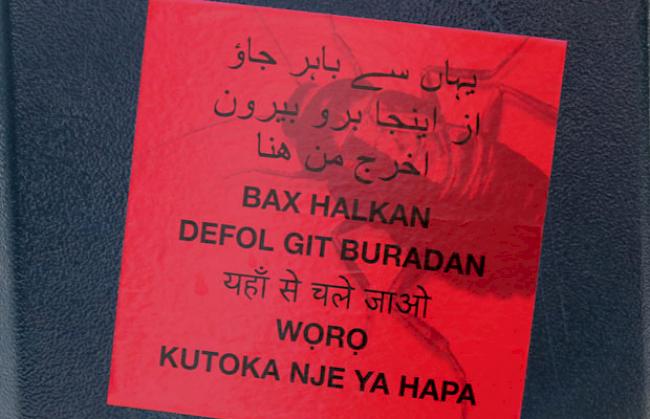 یہاں سے باہر جاؤ
از اینجا برو بیرون
اخرج من هنا
BAX HALKAN
DEFOL GIT BURADAN
यहाँ से चले जाओ
WỌRỌ
KUTOKA NJE YA HAPA